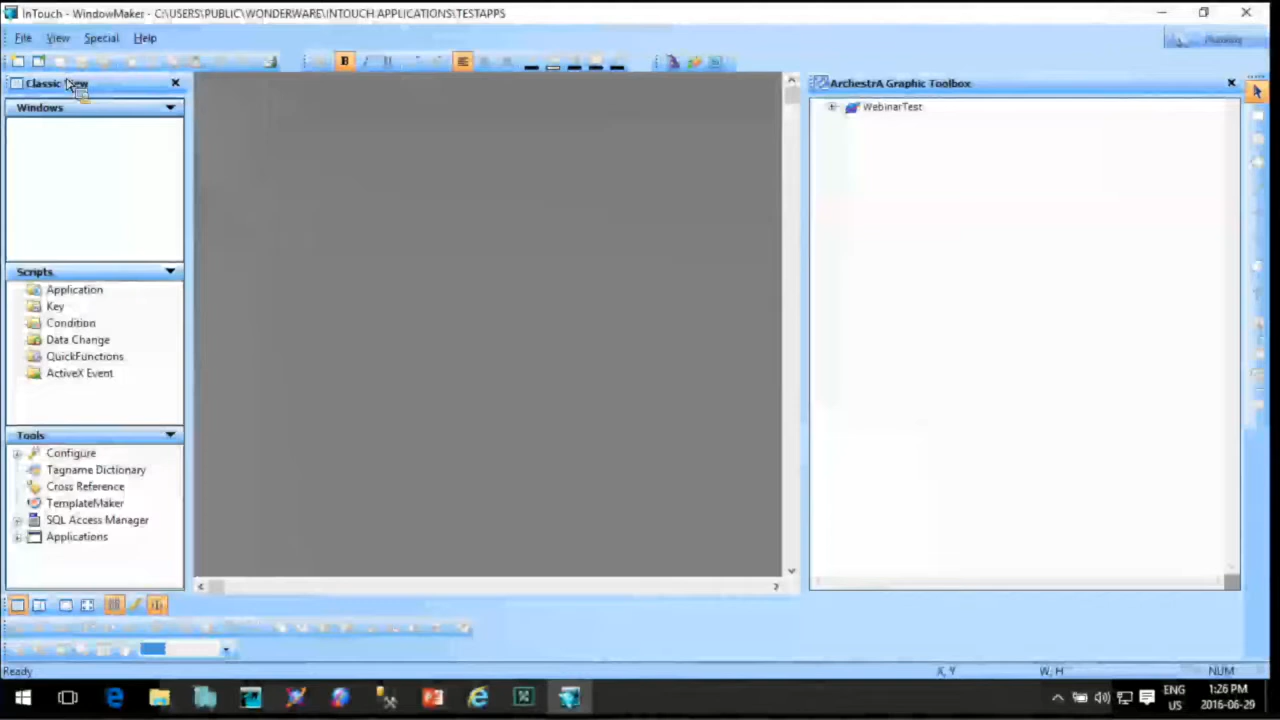 InTouch - WindowMaker - C:\USERS\PUBLIC\WONDERWARE\INTOUCH APPLICATIONS\TESTAPPS
File View Special Help
B
Classic View
ArchestrA Graphic Toolbox
Windows
WebinarTest
Scripts
Application
Key
Condition
Data Change
QuickFunctions
ActiveX Event
Tools
Configure
Tagname Dictionary
Cross Reference
TemplateMaker
SQL Access Manager
Applications
Ready
X, Y
W, H
NUM
ENG
US
1:26 PM
2016-06-29